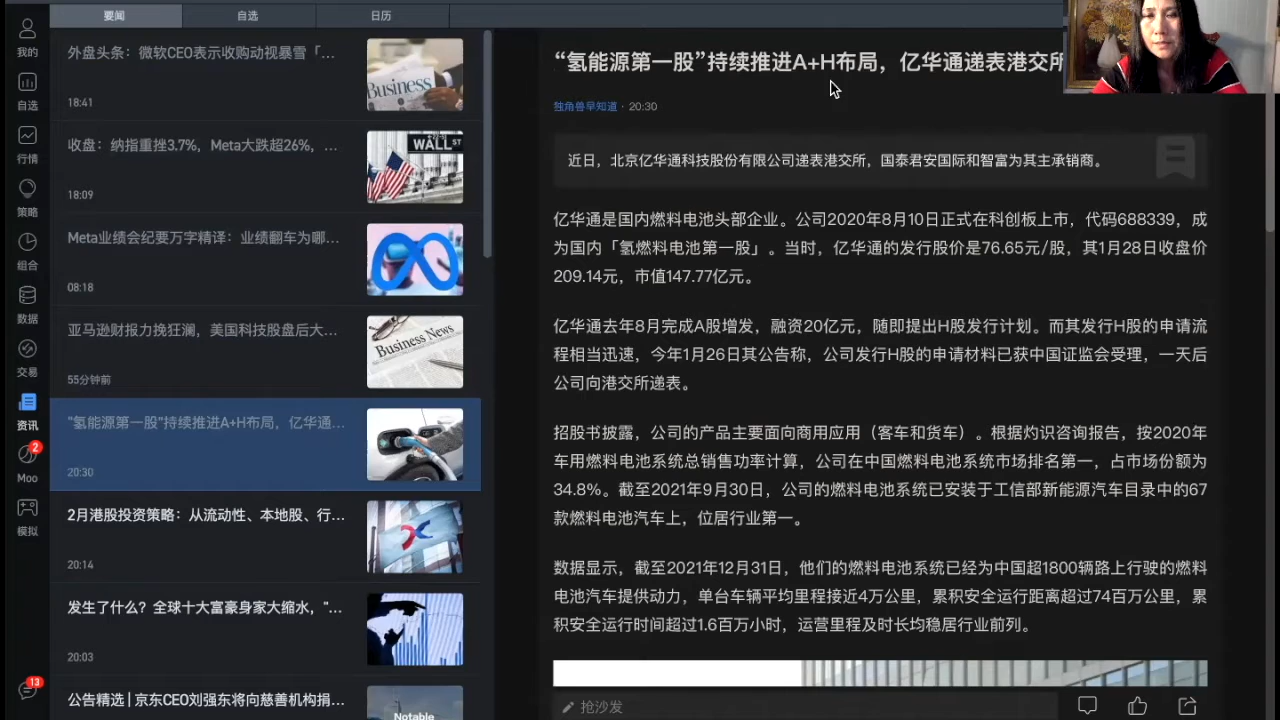 要闻
自选
日历
我的
自选
行情
策略
组合
数据
交易
资讯
2
Moo
模拟
13
外盘头条：微软CEO表示收购动视暴雪「...
18:41
Business
收盘：纳指重挫3.7%，Meta大跌超26%，...
18:09
WALL ST
Meta业绩会纪要万字精译：业绩翻车为哪...
08:18
亚马逊财报力挽狂澜，美国科技股盘后大...
55分钟前
Business News
“氢能源第一股”持续推进A+H布局，亿华通...
20:30
2月港股投资策略：从流动性、本地股、行...
20:14
发生了什么？全球十大富豪身家大缩水，"...
20:03
公告精选 | 京东CEO刘强东将向慈善机构捐...
Notable
“氢能源第一股”持续推进A+H布局，亿华通递表港交所
独角兽早知道 · 20:30
近日，北京亿华通科技股份有限公司递表港交所，国泰君安国际和智富为其主承销商。
亿华通是国内燃料电池头部企业。公司2020年8月10日正式在科创板上市，代码688339，成
为国内「氢燃料电池第一股」。当时，亿华通的发行股价是76.65元/股，其1月28日收盘价
209.14元，市值147.77亿元。
亿华通去年8月完成A股增发，融资20亿元，随即提出H股发行计划。而其发行H股的申请流
程相当迅速，今年1月26日其公告称，公司发行H股的申请材料已获中国证监会受理，一天后
公司向港交所递表。
招股书披露，公司的产品主要面向商用应用（客车和货车）。根据灼识咨询报告，按2020年
车用燃料电池系统总销售功率计算，公司在中国燃料电池系统市场排名第一，占市场份额为
34.8%。截至2021年9月30日，公司的燃料电池系统已安装于工信部新能源汽车目录中的67
款燃料电池汽车上，位居行业第一。
数据显示，截至2021年12月31日，他们的燃料电池系统已经为中国超1800辆路上行驶的燃料
电池汽车提供动力，单台车辆平均里程接近4万公里，累积安全运行距离超过74百万公里，累
积安全运行时间超过1.6百万小时，运营里程及时长均稳居行业前列。
抢沙发